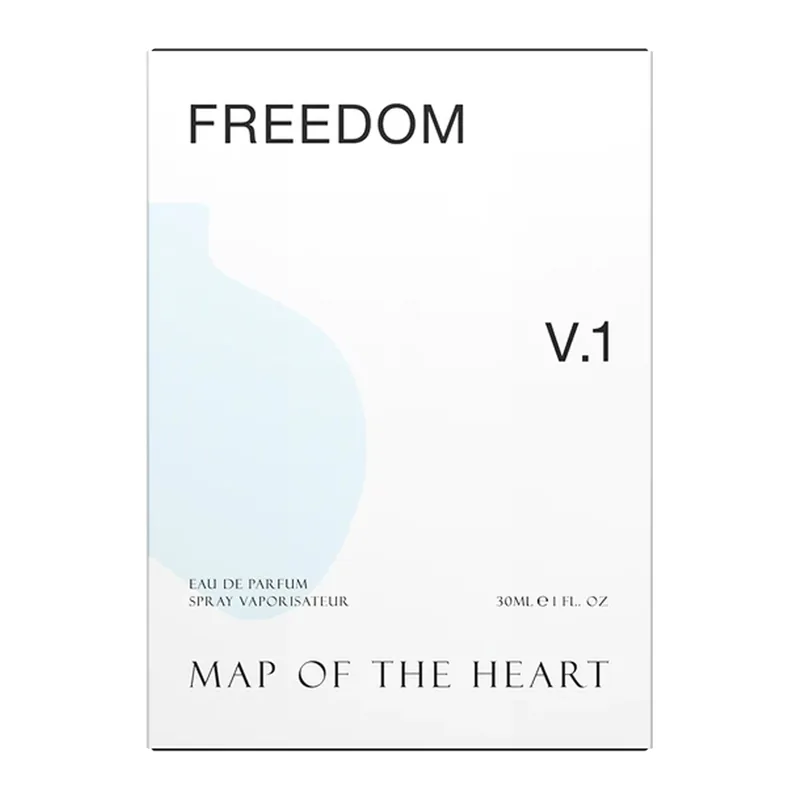 FREEDOM
V.1
EAU DE PARFUM
SPRAY VAPORISATEUR
30ML ℮ 1 FL. OZ
MAP OF THE HEART